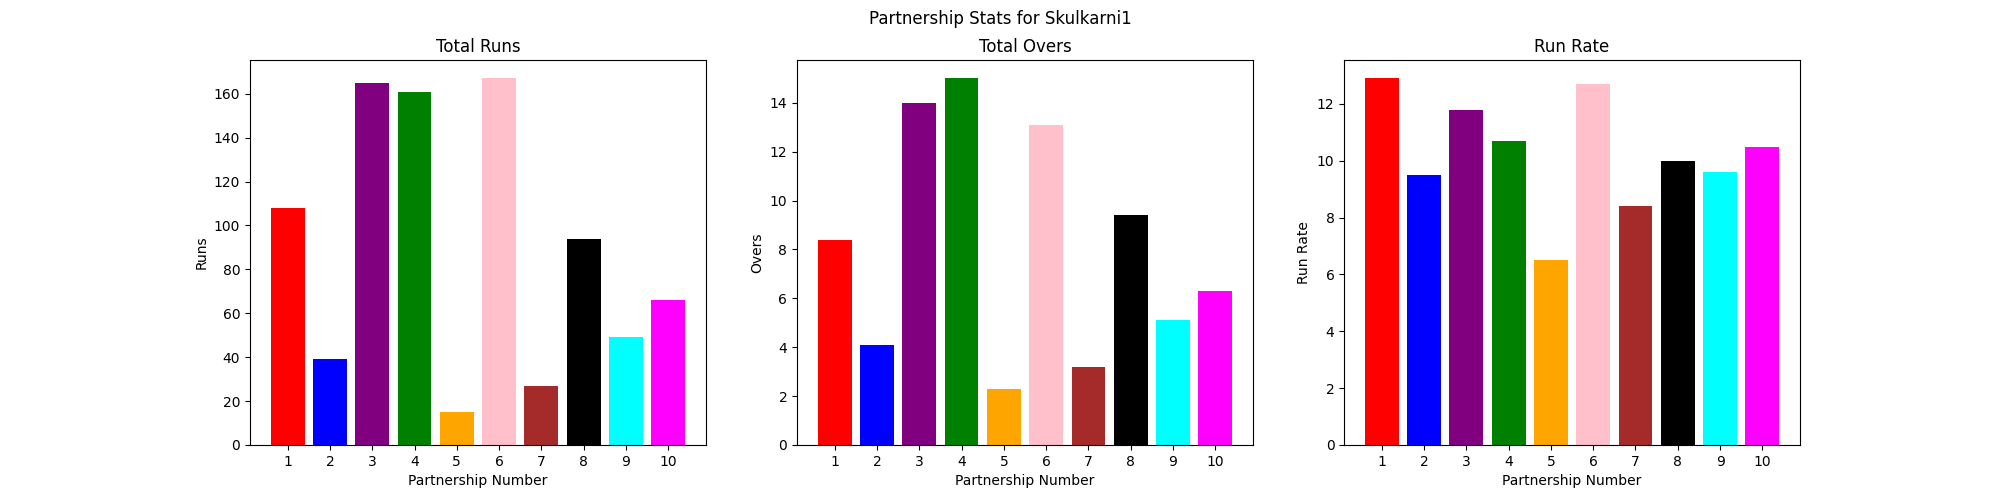 Partnership Stats for Skulkarni1
Total Runs
Runs
160
140
120
100
80
60
40
20
0
1 2 3 4 5 6 7 8 9 10
Partnership Number
Total Overs
Overs
14
12
10
8
6
4
2
0
1 2 3 4 5 6 7 8 9 10
Partnership Number
Run Rate
Run Rate
12
10
8
6
4
2
0
1 2 3 4 5 6 7 8 9 10
Partnership Number